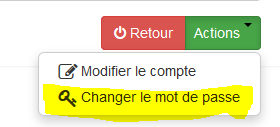 Retour Actions
Modifier le compte
Changer le mot de passe